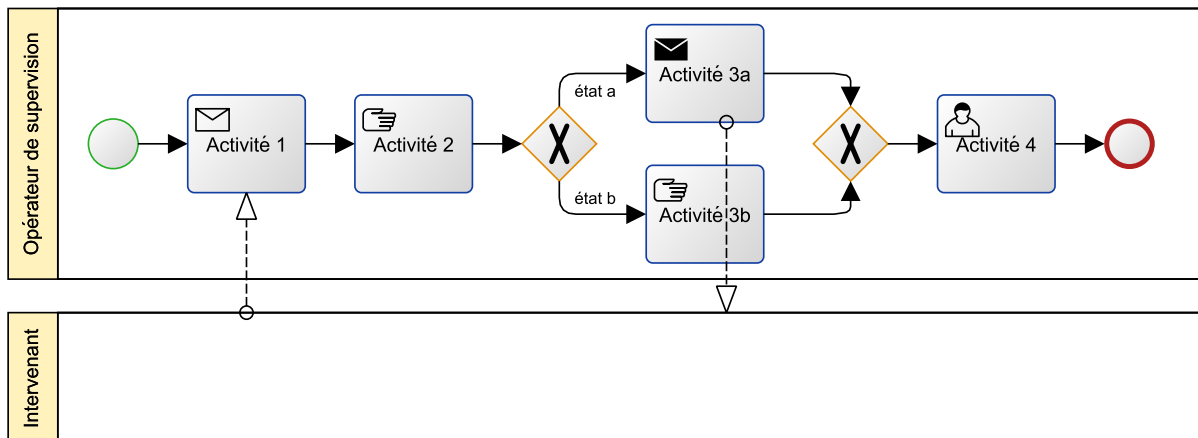 Opérateur de supervision
Activité 1
Activité 2
état a
Activité 3a
état b
Activité 3b
Activité 4
Intervenant